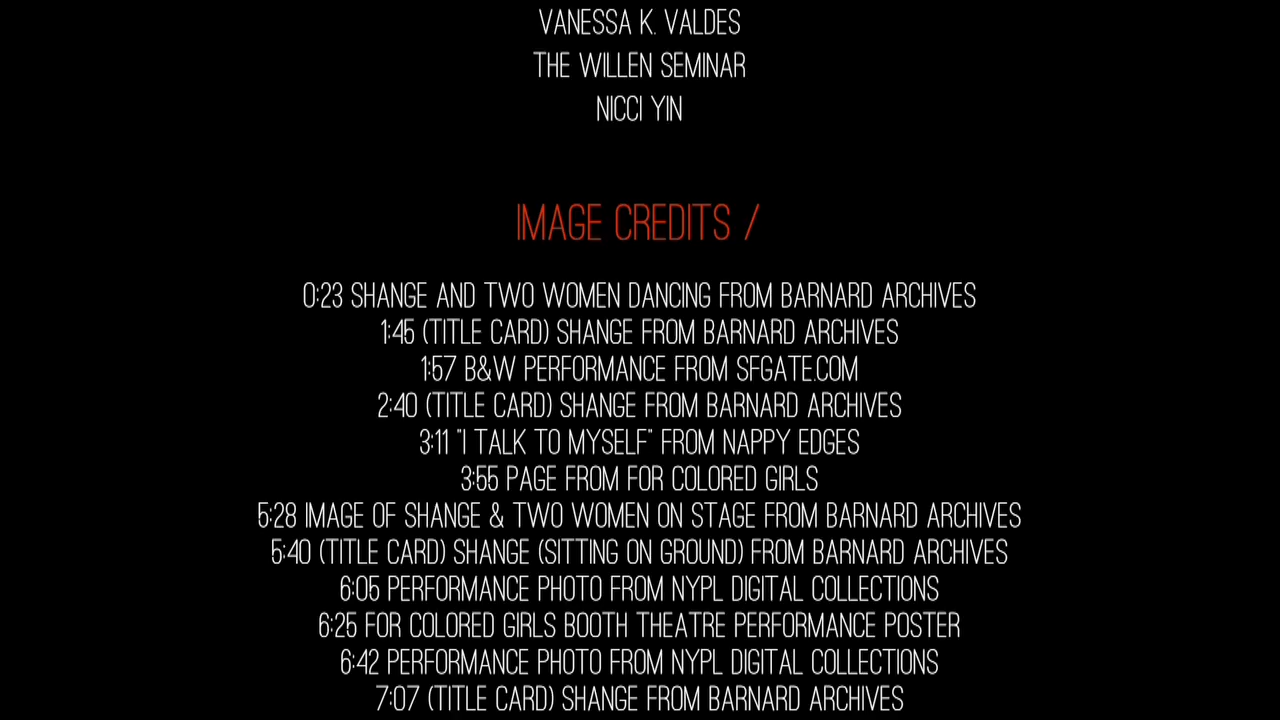 VANESSA K. VALDES
THE WILLEN SEMINAR
NICCI YIN
IMAGE CREDITS /
0:23 SHANGE AND TWO WOMEN DANCING FROM BARNARD ARCHIVES
1:45 (TITLE CARD) SHANGE FROM BARNARD ARCHIVES
1:57 B&W PERFORMANCE FROM SFGATE.COM
2:40 (TITLE CARD) SHANGE FROM BARNARD ARCHIVES
3:11 "I TALK TO MYSELF" FROM NAPPY EDGES
3:55 PAGE FROM FOR COLORED GIRLS
5:28 IMAGE OF SHANGE & TWO WOMEN ON STAGE FROM BARNARD ARCHIVES
5:40 (TITLE CARD) SHANGE (SITTING ON GROUND) FROM BARNARD ARCHIVES
6:05 PERFORMANCE PHOTO FROM NYPL DIGITAL COLLECTIONS
6:25 FOR COLORED GIRLS BOOTH THEATRE PERFORMANCE POSTER
6:42 PERFORMANCE PHOTO FROM NYPL DIGITAL COLLECTIONS
7:07 (TITLE CARD) SHANGE FROM BARNARD ARCHIVES